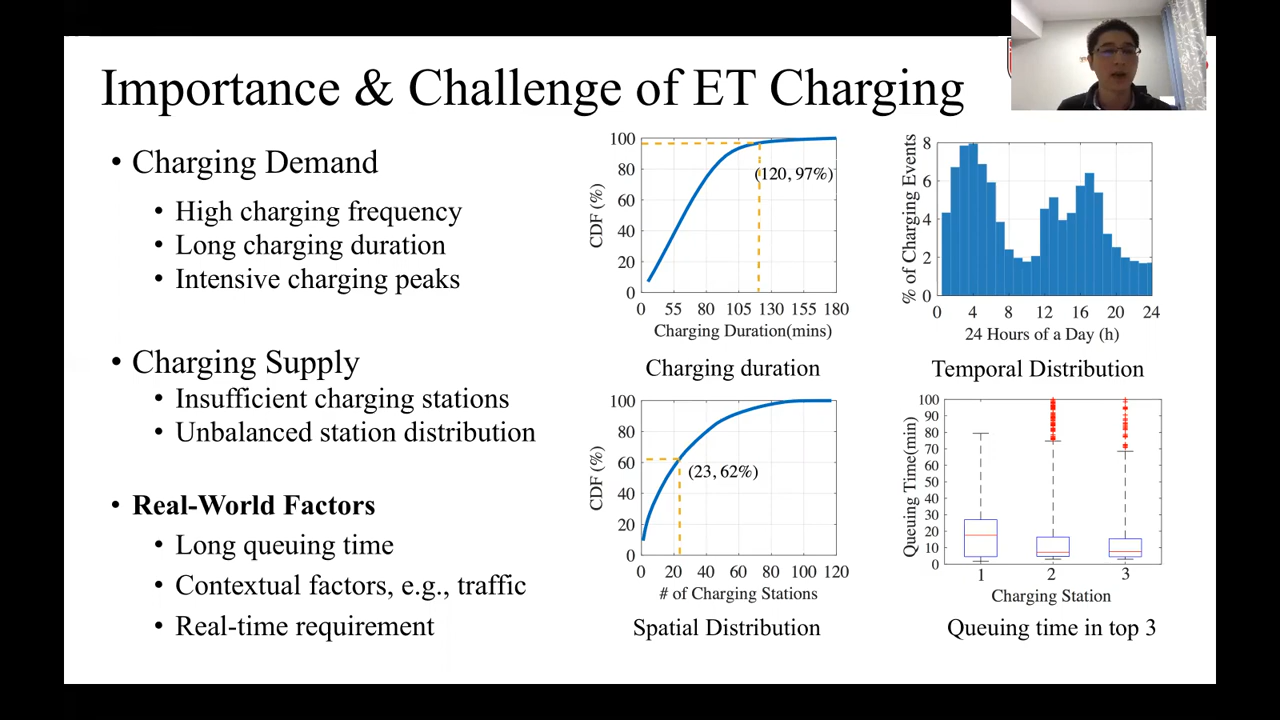 Importance & Challenge of ET Charging
• Charging Demand
• High charging frequency
• Long charging duration
• Intensive charging peaks
• Charging Supply
• Insufficient charging stations
• Unbalanced station distribution
• Real-World Factors
• Long queuing time
• Contextual factors, e.g., traffic
• Real-time requirement
CDF (%)
100
80
60
40
20
0
(120, 97%)
0 55 80 105 130 155 180
Charging Duration(mins)
Charging duration
% of Charging Events
8
6
4
2
0
0 4 8 12 16 20 24
24 Hours of a Day (h)
Temporal Distribution
CDF (%)
100
80
60
40
20
0
(23, 62%)
0 20 40 60 80 100 120
# of Charging Stations
Spatial Distribution
Queuing Time(min)
100
90
80
70
60
50
40
30
20
10
0
1 2 3
Charging Station
Queuing time in top 3